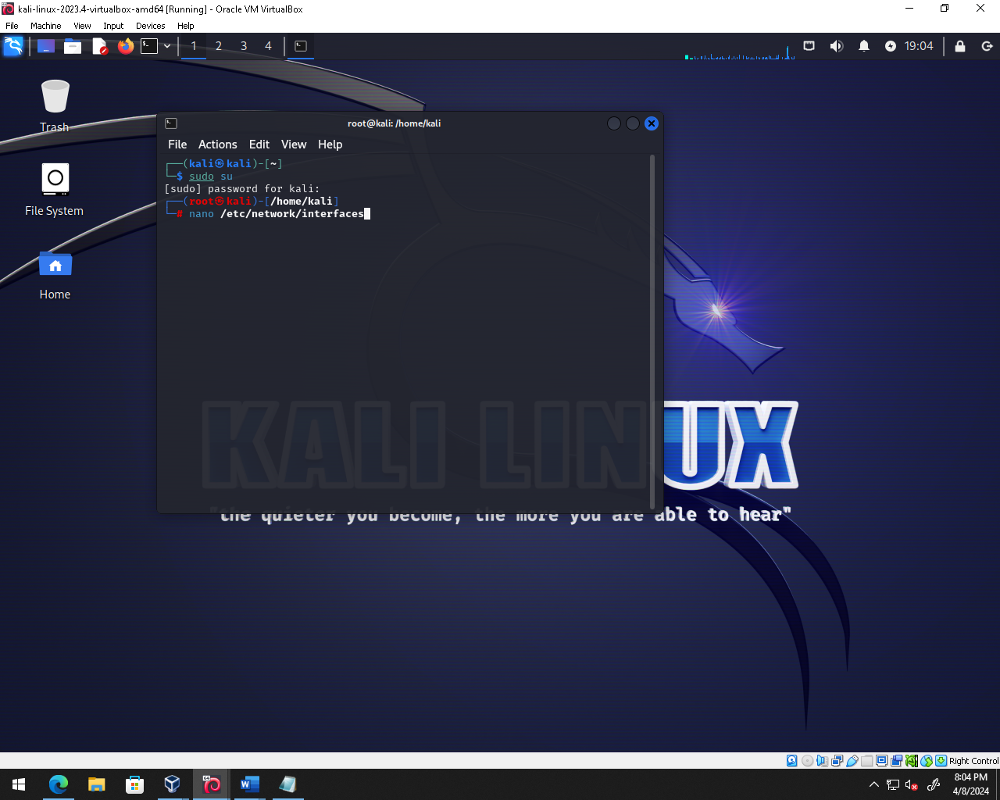 kali-linux-2023.4-virtualbox-amd64 [Running] - Oracle VM VirtualBox
File Machine View Input Devices Help
1 2 3 4 19:04
Trash
File System
Home
root@kali: /home/kali
File Actions Edit View Help
┌──(kali㉿kali)-[~]
└─$ sudo su
[sudo] password for kali:
┌──(root㉿kali)-[/home/kali]
└─# nano /etc/network/interfaces
KALI LINUX
"the quieter you become, the more you are able to hear"
Right Control
64
W
8:04 PM
4/8/2024